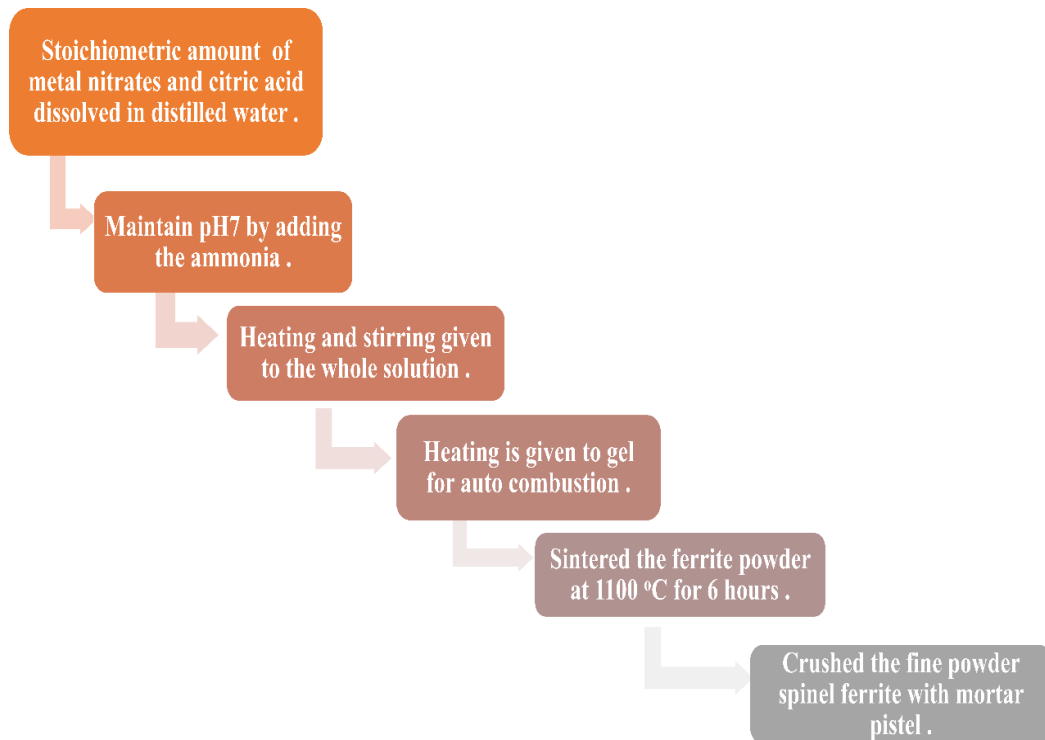 Stoichiometric amount of
metal nitrates and citric acid
dissolved in distilled water .
Maintain pH7 by adding
the ammonia .
Heating and stirring given
to the whole solution .
Heating is given to gel
for auto combustion .
Sintered the ferrite powder
at 1100 ⁰C for 6 hours .
Crushed the fine powder
spinel ferrite with mortar
pistel .